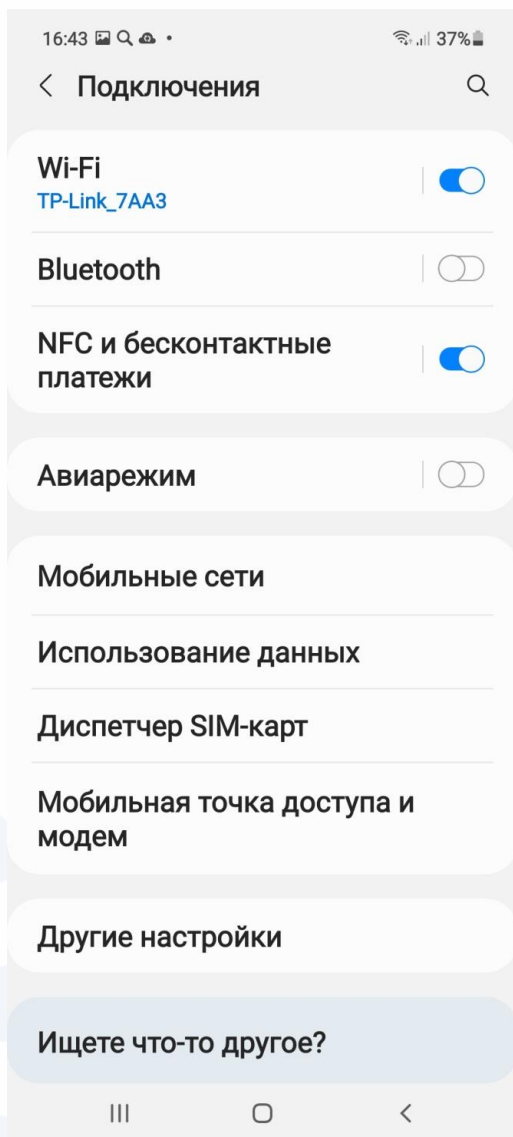 16:43 37%
Подключения
Wi-Fi
TP-Link_7AA3
Bluetooth
NFC и бесконтактные
платежи
Авиарежим
Мобильные сети
Использование данных
Диспетчер SIM-карт
Мобильная точка доступа и
модем
Другие настройки
Ищете что-то другое?